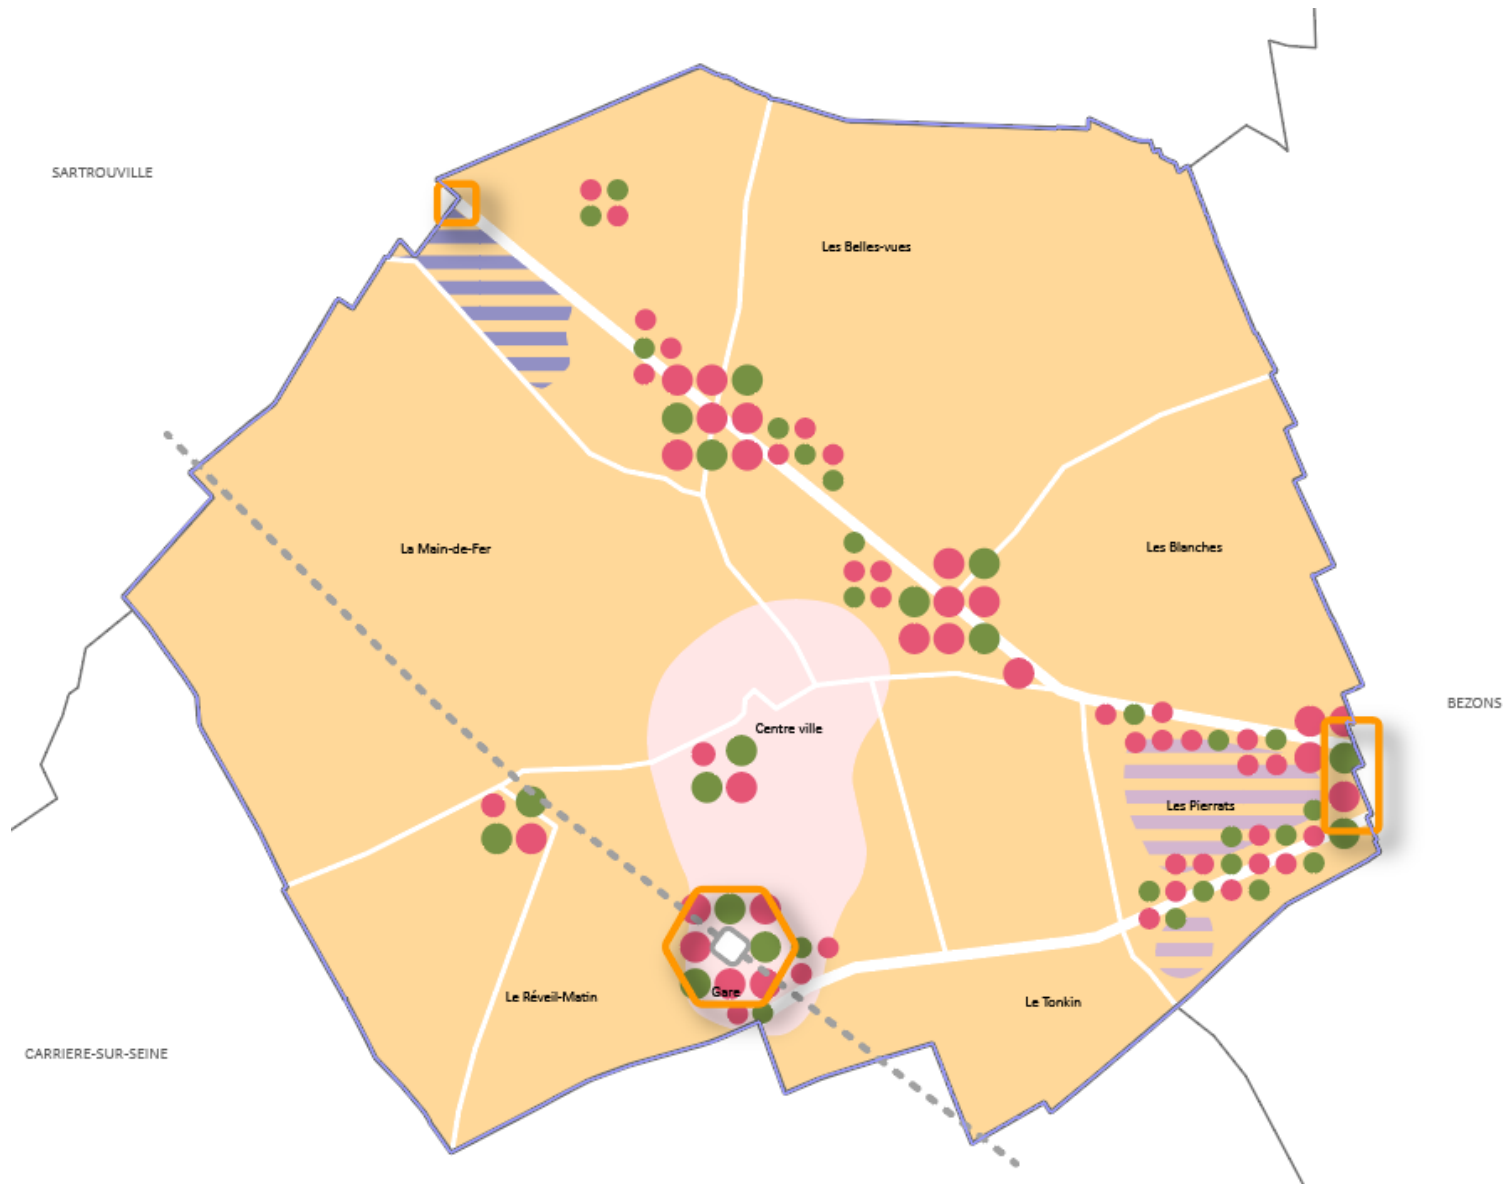 SARTROUVILLE
Les Belles-vues
La Main-de-Fer
Les Blanches
BEZONS
Centre ville
Les Pierrats
Gare
Le Réveil-Matin
Le Tonkin
CARRIERE-SUR-SEINE